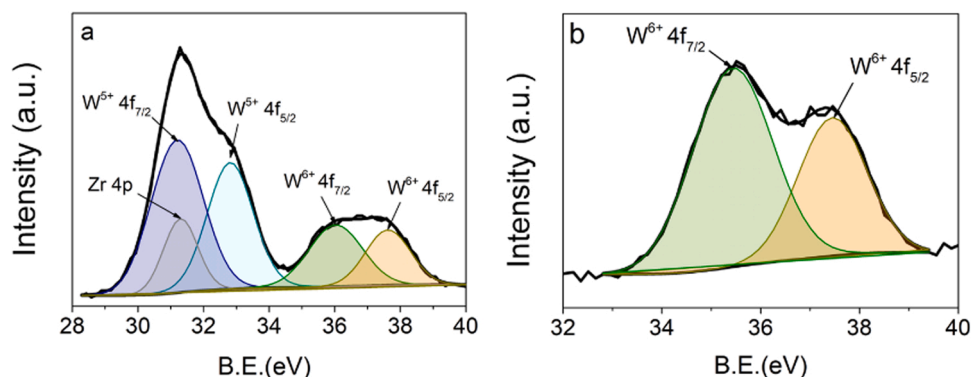 a
W⁵⁺ 4f₇/₂
W⁵⁺ 4f₅/₂
Zr 4p
W⁶⁺ 4f₇/₂
W⁶⁺ 4f₅/₂
Intensity (a.u.)
28 30 32 34 36 38 40
B.E.(eV)
b
W⁶⁺ 4f₇/₂
W⁶⁺ 4f₅/₂
Intensity (a.u.)
32 34 36 38 40
B.E.(eV)